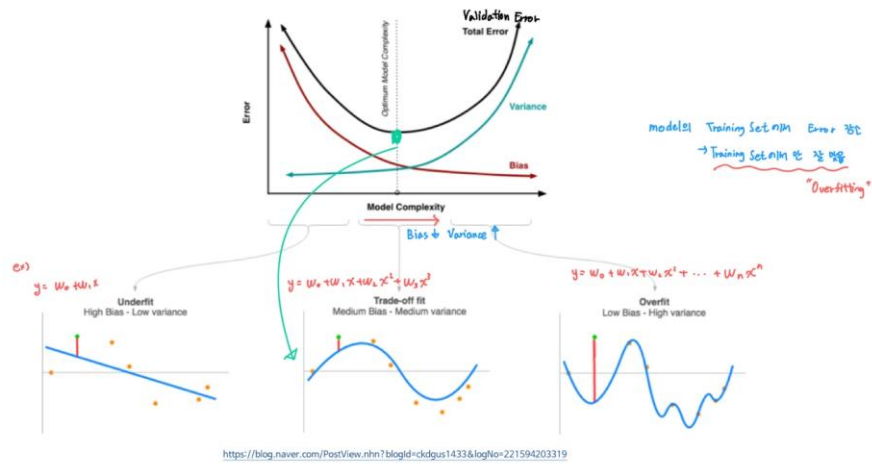 Validation Error
Total Error
Optimum Model Complexity
Error
Variance
Bias
Model Complexity
model의 Training Set에서 Error 감소
→ Training Set에서만 잘 맞음
"Overfitting"
Bias ↓ Variance ↑
ex)
y = w₀ + w₁x
y = w₀ + w₁x + w₂x² + w₃x³
y = w₀ + w₁x + w₂x² + ... + wₙxⁿ
Underfit
High Bias - Low variance
Trade-off fit
Medium Bias - Medium variance
Overfit
Low Bias - High variance
https://blog.naver.com/PostView.nhn?blogId=ckdgus1433&logNo=221594203319